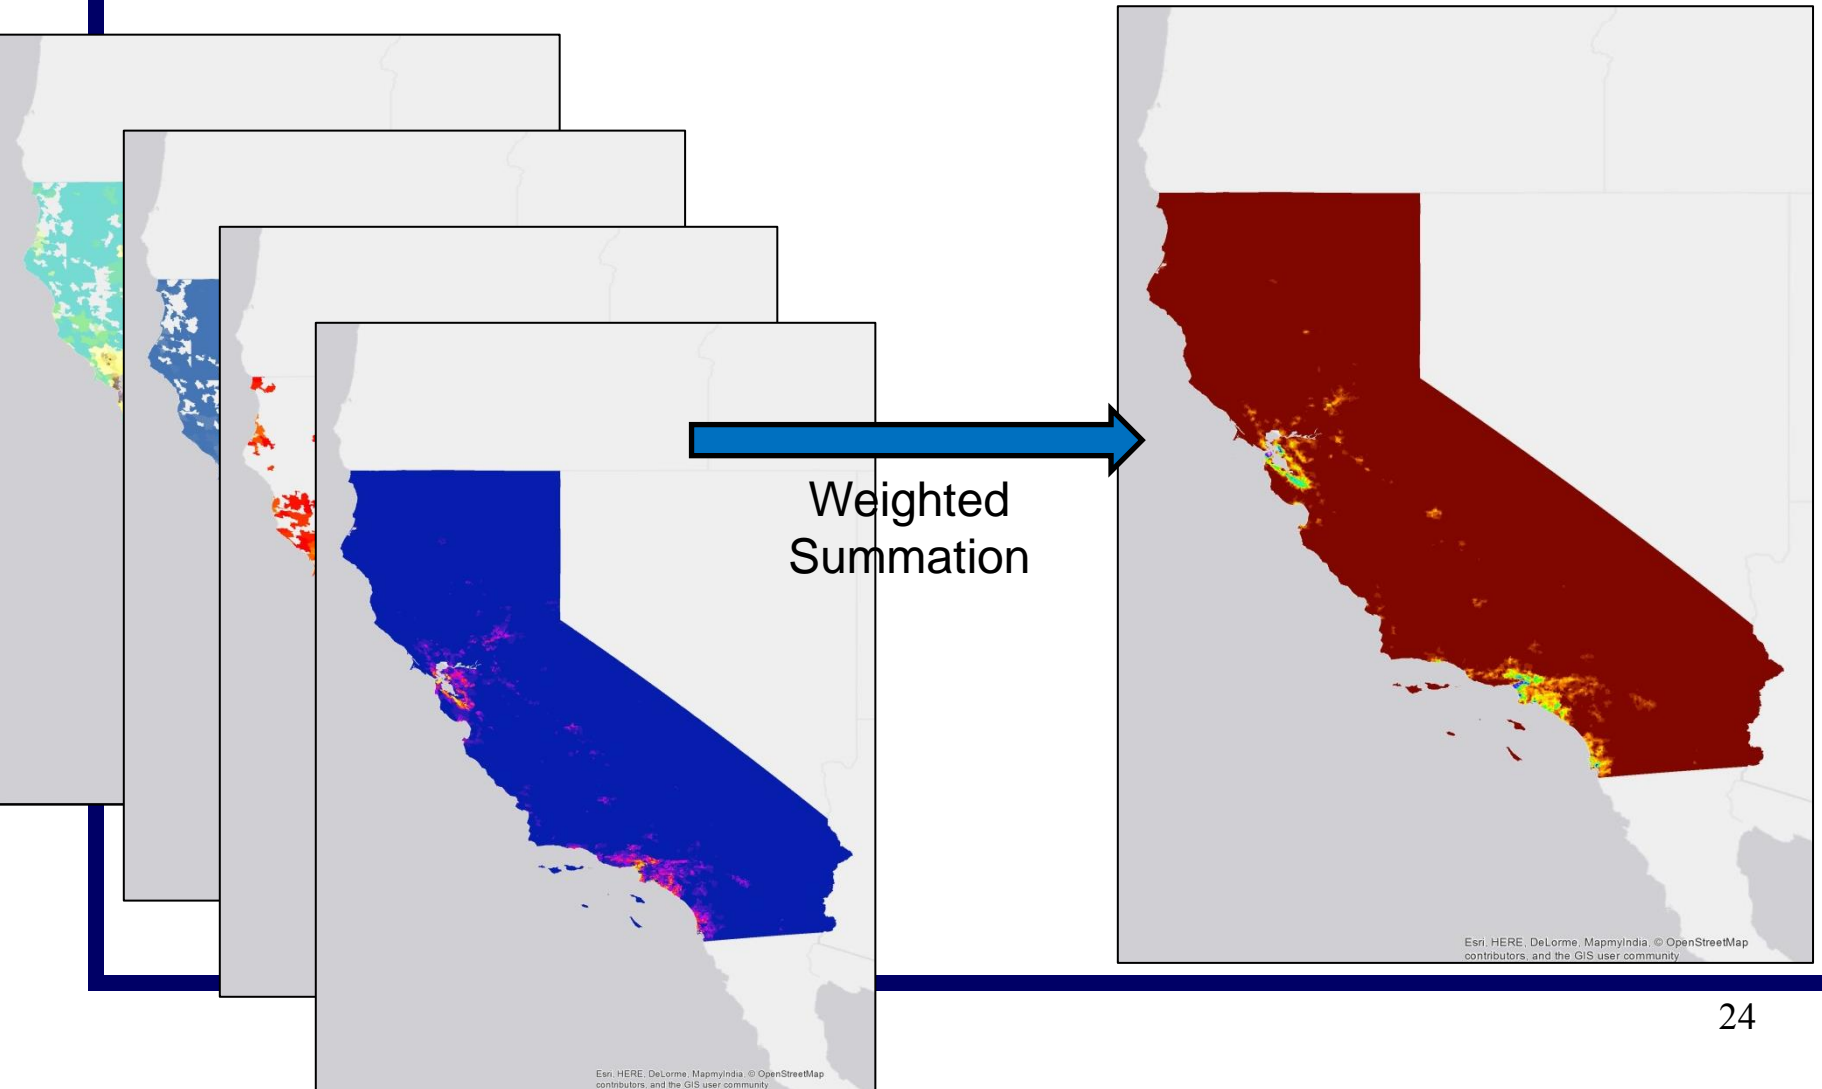 Weighted
Summation
Esri, HERE, DeLorme, MapmyIndia, © OpenStreetMap
contributors, and the GIS user community
24
Esri, HERE, DeLorme, MapmyIndia, © OpenStreetMap
contributors, and the GIS user community